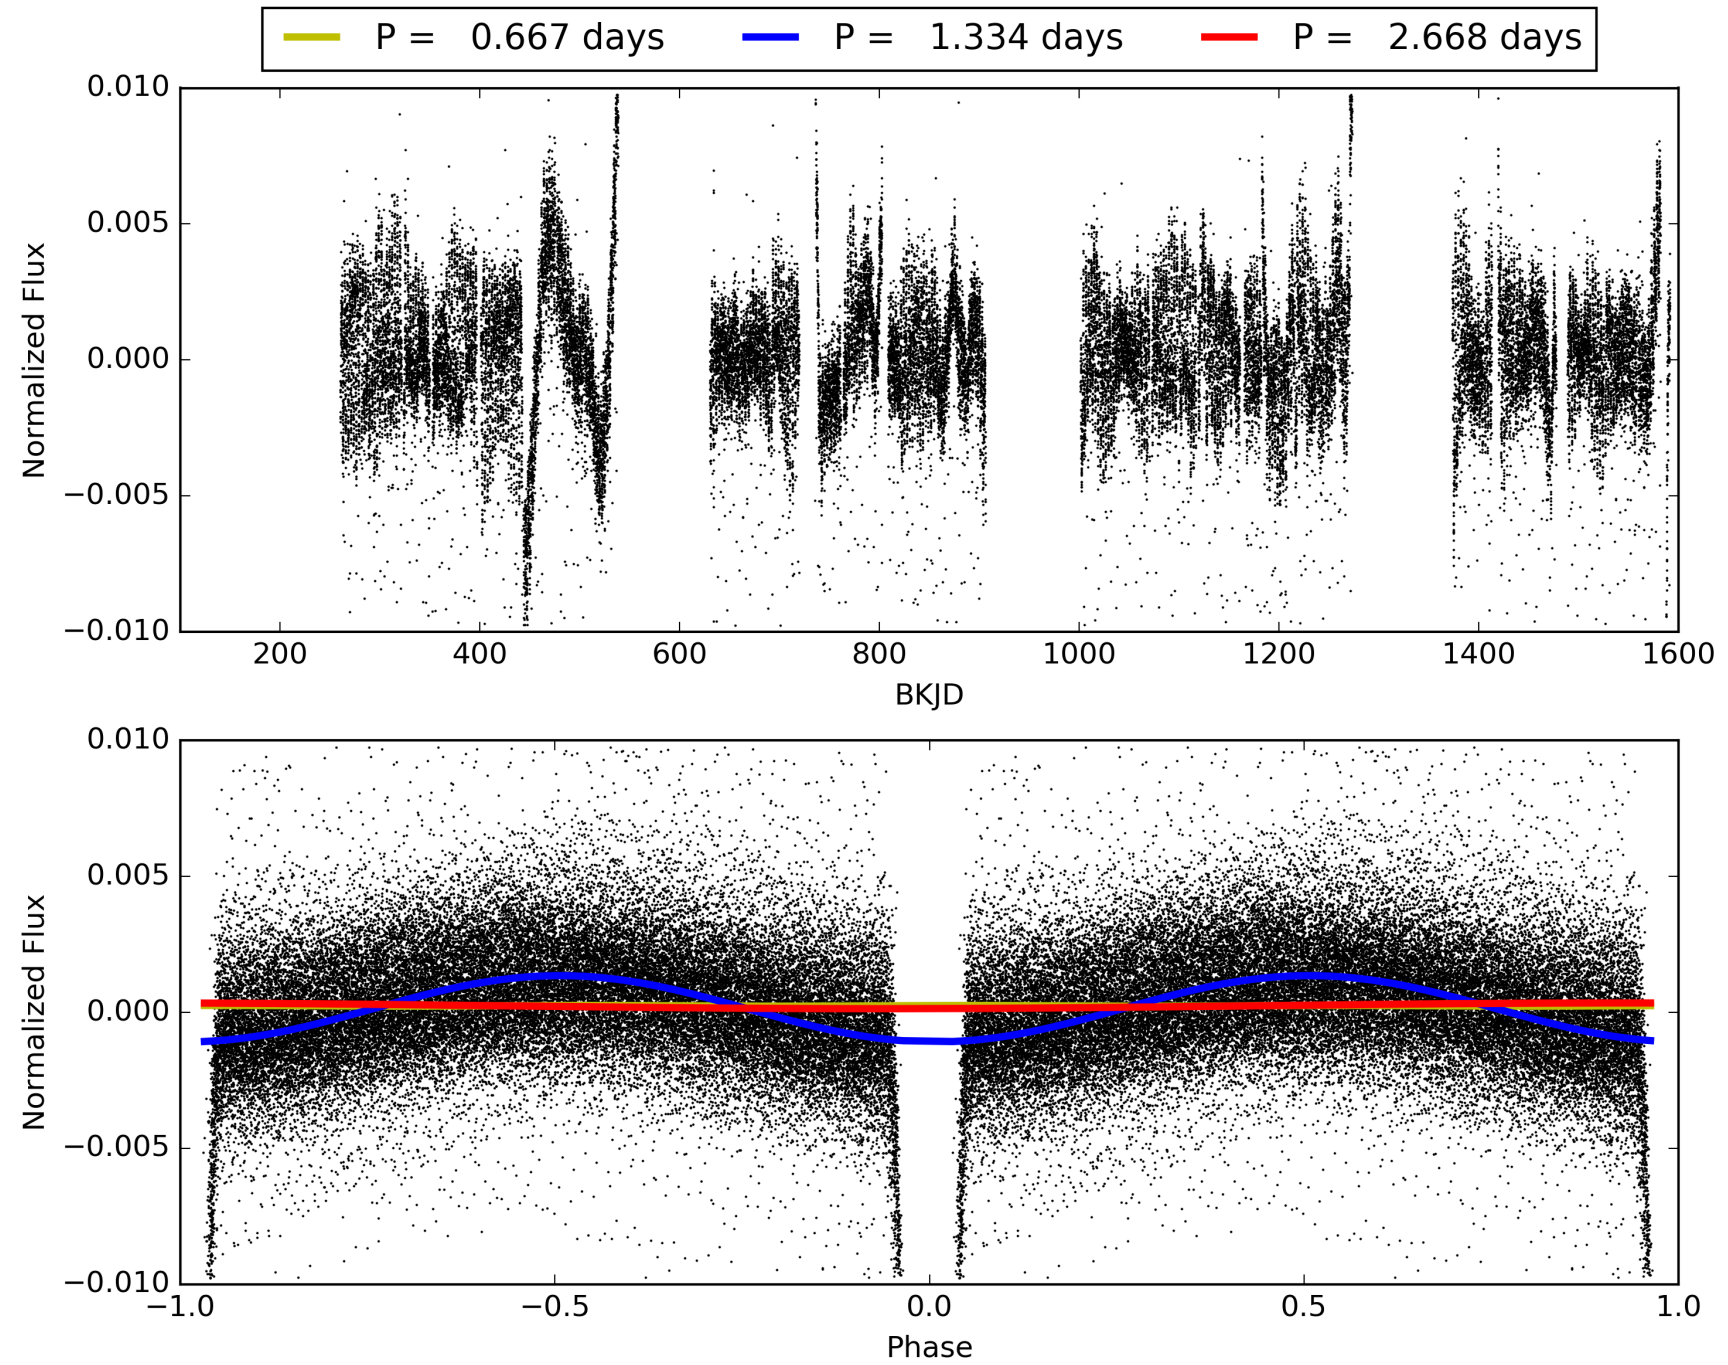 P = 0.667 days P = 1.334 days P = 2.668 days
0.010
0.005
0.000
−0.005
−0.010
Normalized Flux
200 400 600 800 1000 1200 1400 1600
BKJD
0.010
0.005
0.000
−0.005
−0.010
Normalized Flux
−1.0 −0.5 0.0 0.5 1.0
Phase